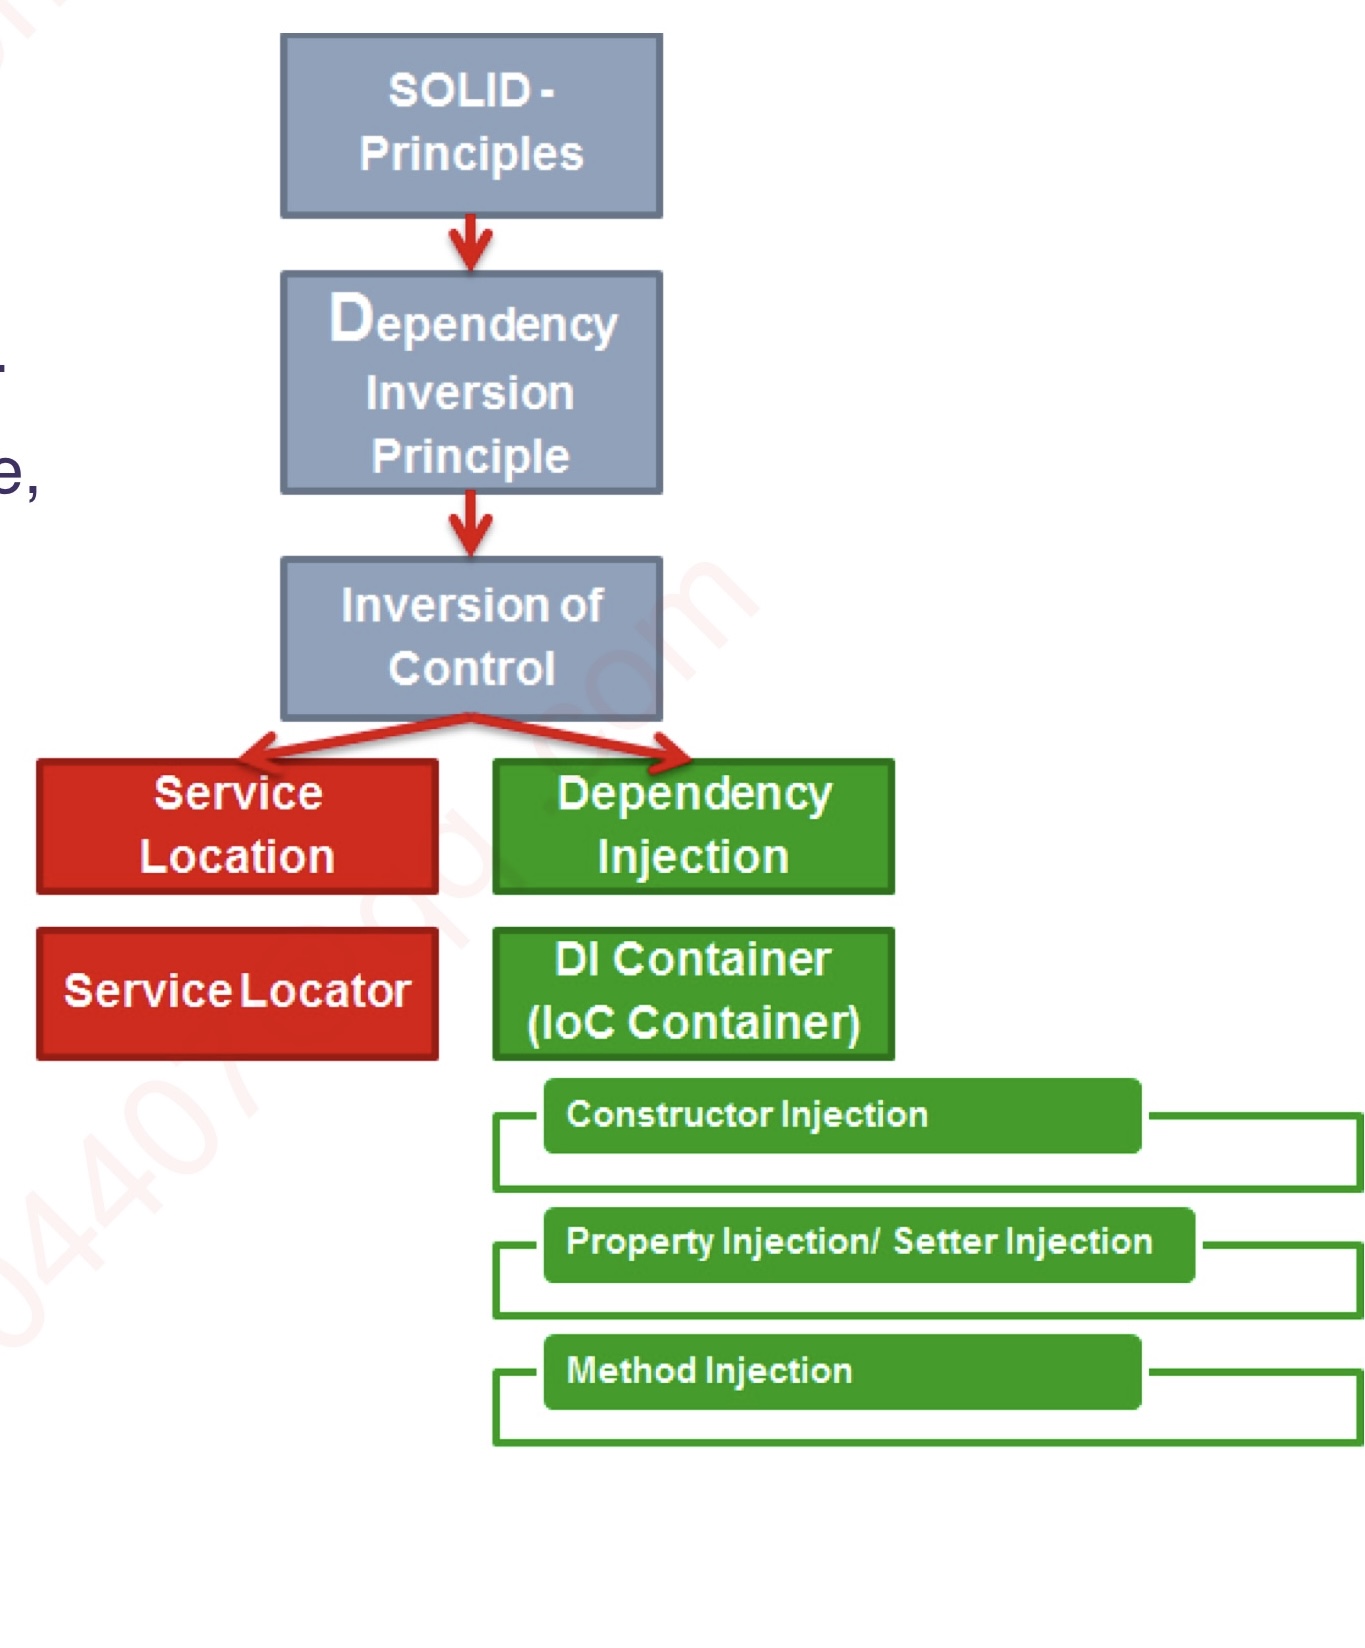 SOLID -
Principles
.
e,
Dependency
Inversion
Principle
Inversion of
Control
Service
Location
Dependency
Injection
Service Locator
DI Container
(IoC Container)
Constructor Injection
Property Injection/ Setter Injection
Method Injection